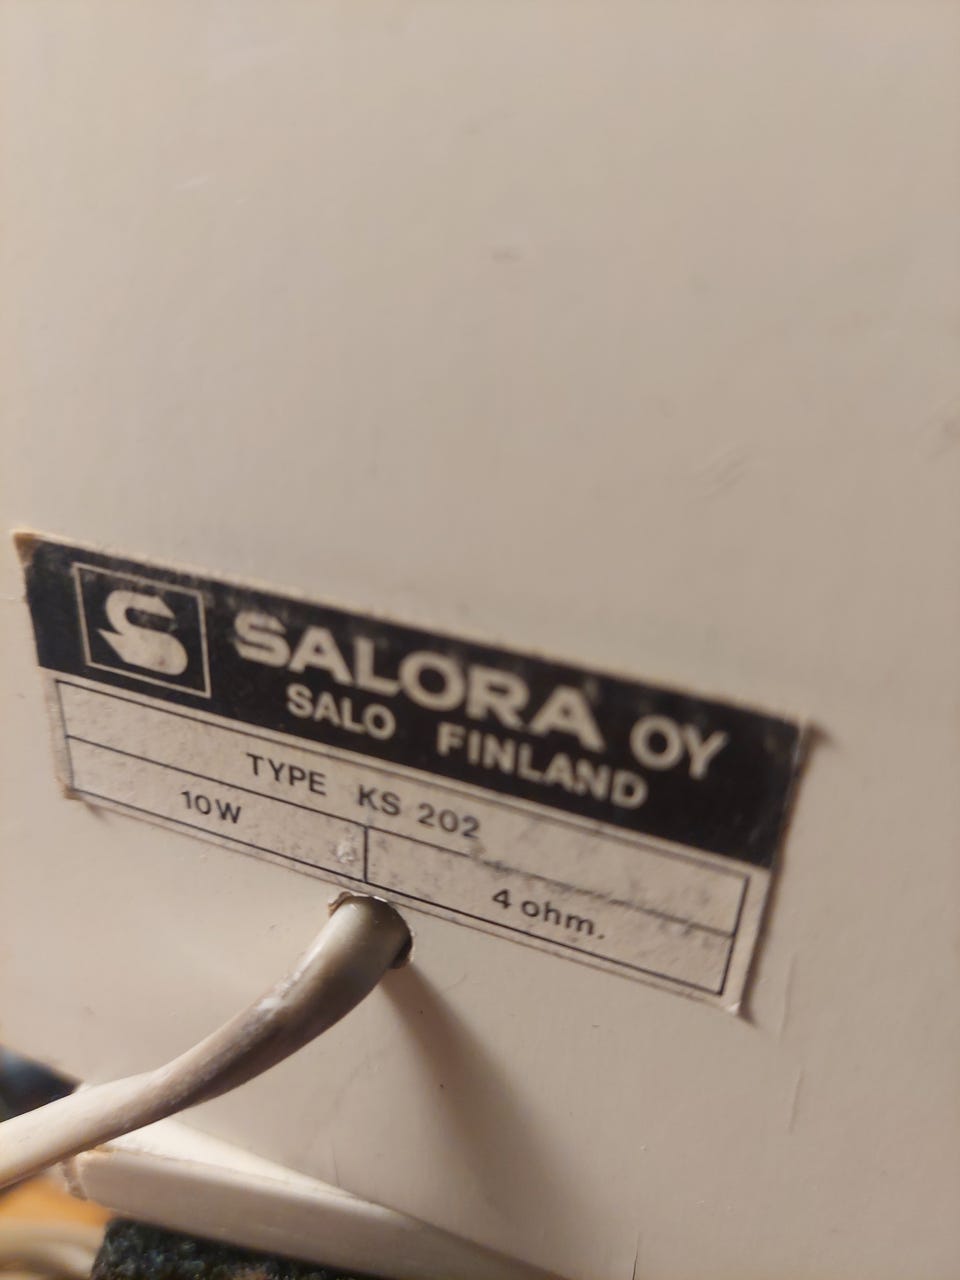 SALORA OY
SALO FINLAND
TYPE KS 202
10W
4 ohm.